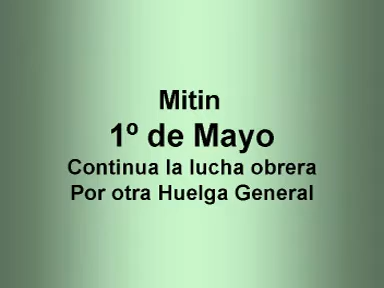 Mitin
1º de Mayo
Continua la lucha obrera
Por otra Huelga General